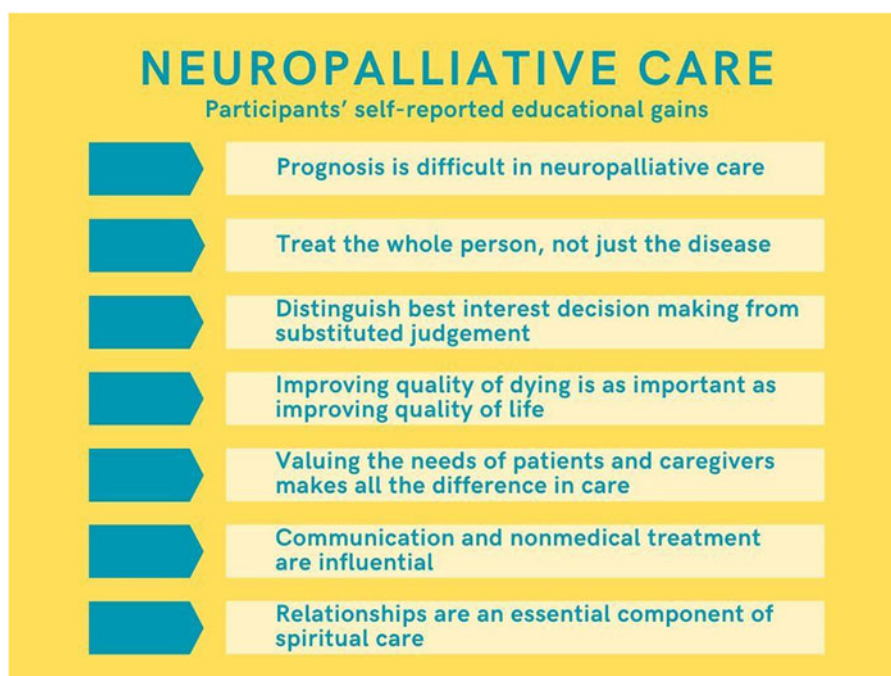 NEUROPALLIATIVE CARE
Participants’ self-reported educational gains
Prognosis is difficult in neuropalliative care
Treat the whole person, not just the disease
Distinguish best interest decision making from
substituted judgement
Improving quality of dying is as important as
improving quality of life
Valuing the needs of patients and caregivers
makes all the difference in care
Communication and nonmedical treatment
are influential
Relationships are an essential component of
spiritual care